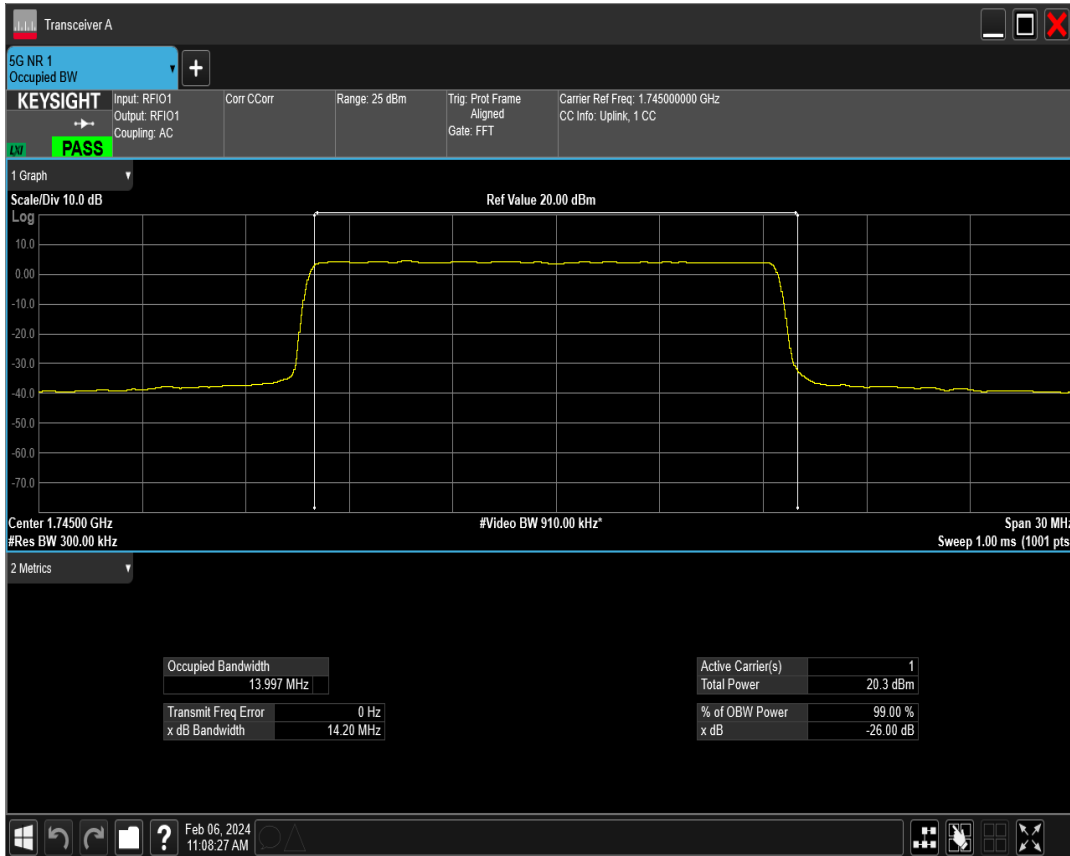 Transceiver A
5G NR 1
Occupied BW
KEYSIGHT
Input: RFIO1
Output: RFIO1
Coupling: AC
Corr CCorr
Range: 25 dBm
Trig: Prot Frame
Aligned
Gate: FFT
Carrier Ref Freq: 1.745000000 GHz
CC Info: Uplink, 1 CC
LXI
PASS
1 Graph
Scale/Div 10.0 dB
Ref Value 20.00 dBm
Log
10.0
0.00
-10.0
-20.0
-30.0
-40.0
-50.0
-60.0
-70.0
Center 1.74500 GHz
#Video BW 910.00 kHz*
Span 30 MHz
#Res BW 300.00 kHz
Sweep 1.00 ms (1001 pts
2 Metrics
Occupied Bandwidth
13.997 MHz
Transmit Freq Error 0 Hz
x dB Bandwidth 14.20 MHz
Active Carrier(s) 1
Total Power 20.3 dBm
% of OBW Power 99.00 %
x dB -26.00 dB
?
Feb 06, 2024
11:08:27 AM